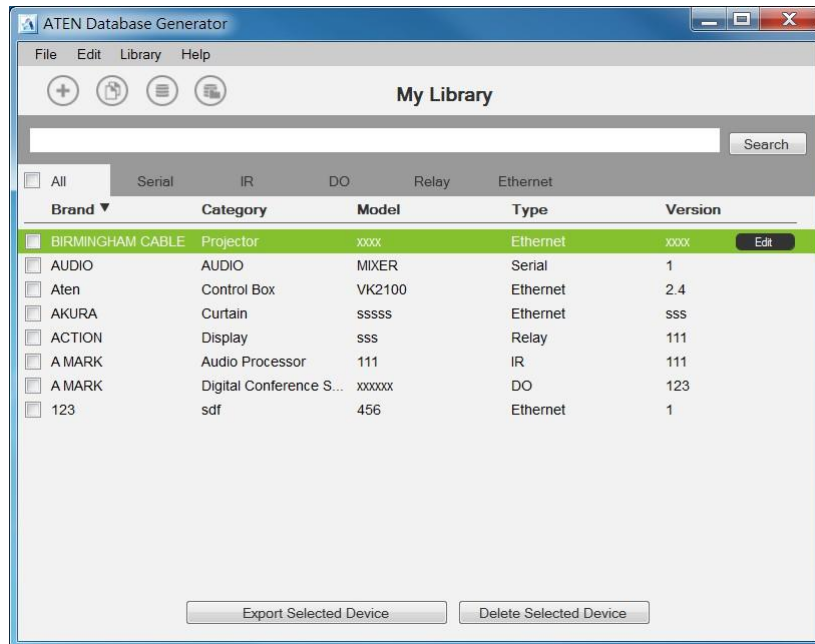 ATEN Database Generator
File Edit Library Help
My Library
Search
All Serial IR DO Relay Ethernet
Brand ▼ Category Model Type Version
BIRMINGHAM CABLE Projector xxxx Ethernet xxxx Edit
AUDIO AUDIO MIXER Serial 1
Aten Control Box VK2100 Ethernet 2.4
AKURA Curtain sssss Ethernet sss
ACTION Display sss Relay 111
A MARK Audio Processor 111 IR 111
A MARK Digital Conference S... xxxxxx DO 123
123 sdf 456 Ethernet 1
Export Selected Device Delete Selected Device